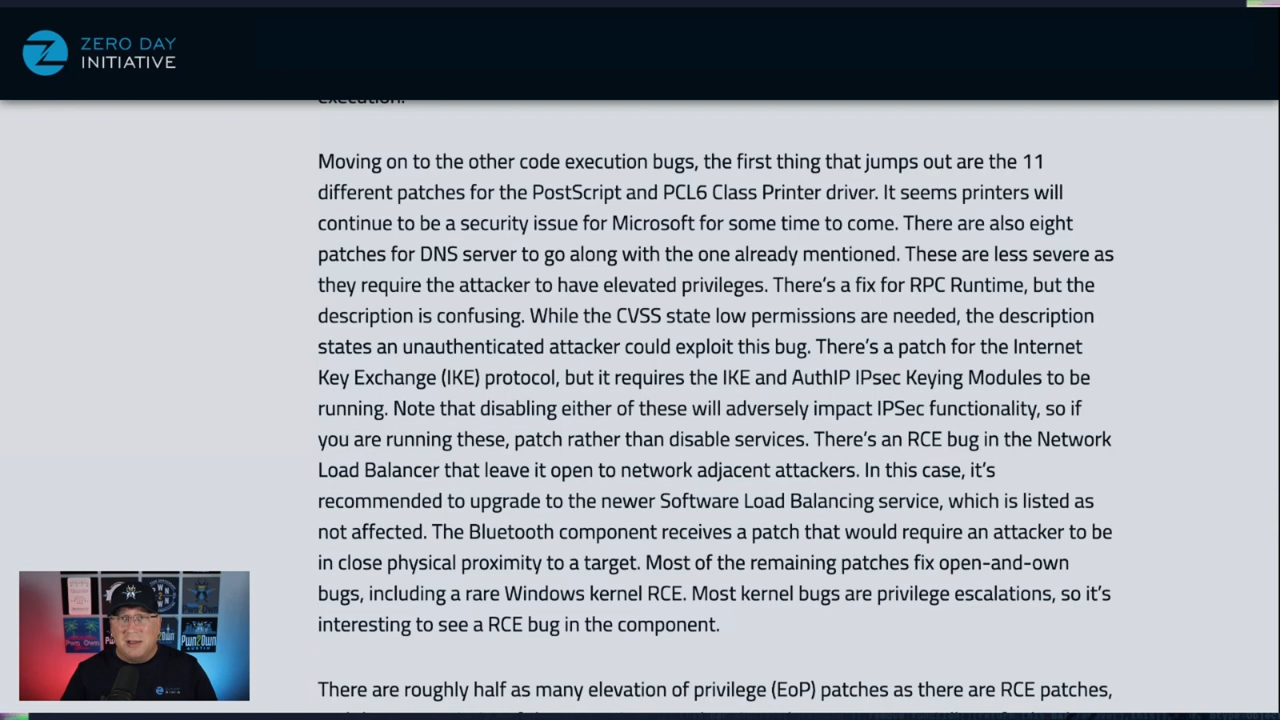 ZERO DAY
INITIATIVE
execution.
Moving on to the other code execution bugs, the first thing that jumps out are the 11
different patches for the PostScript and PCL6 Class Printer driver. It seems printers will
continue to be a security issue for Microsoft for some time to come. There are also eight
patches for DNS server to go along with the one already mentioned. These are less severe as
they require the attacker to have elevated privileges. There's a fix for RPC Runtime, but the
description is confusing. While the CVSS state low permissions are needed, the description
states an unauthenticated attacker could exploit this bug. There's a patch for the Internet
Key Exchange (IKE) protocol, but it requires the IKE and AuthIP IPsec Keying Modules to be
running. Note that disabling either of these will adversely impact IPSec functionality, so if
you are running these, patch rather than disable services. There's an RCE bug in the Network
Load Balancer that leave it open to network adjacent attackers. In this case, it's
recommended to upgrade to the newer Software Load Balancing service, which is listed as
not affected. The Bluetooth component receives a patch that would require an attacker to be
in close physical proximity to a target. Most of the remaining patches fix open-and-own
bugs, including a rare Windows kernel RCE. Most kernel bugs are privilege escalations, so it's
interesting to see a RCE bug in the component.
There are roughly half as many elevation of privilege (EoP) patches as there are RCE patches,